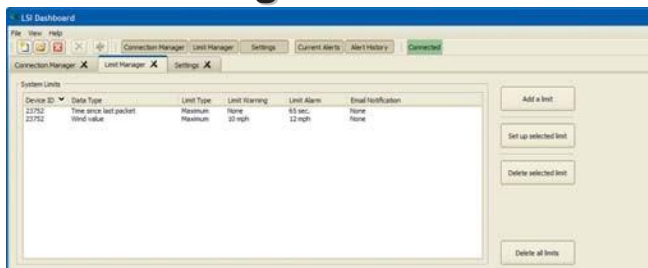 LSI Dashboard
File View Help
Connection Manager Limit Manager Settings Current Alerts Alert History Connected
Connection Manager X Limit Manager X Settings X
System Limits
Device ID Data Type Limit Type Limit Warning Limit Alarm Email Notification
23752 Time since last packet Maximum None 65 sec. None
23752 Wind value Maximum 10 mph 12 mph None
Add a limit
Set up selected limit
Delete selected limit
Delete all limits